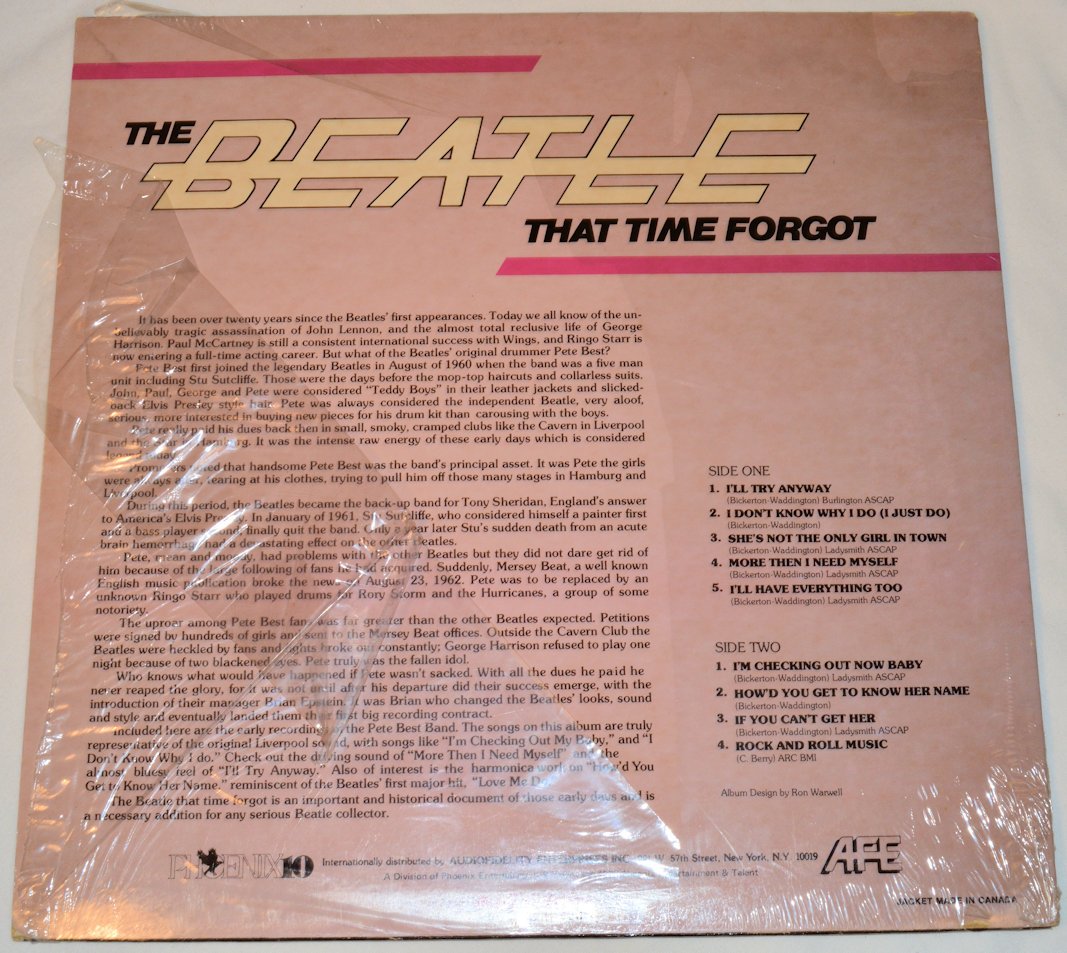 THE BEATLE
THAT TIME FORGOT
It has been over twenty years since the Beatles' first appearances. Today we all know of the un-
believably tragic assassination of John Lennon, and the almost total reclusive life of George
Harrison. Paul McCartney is still a consistent international success with Wings, and Ringo Starr is
now entering a full-time acting career. But what of the Beatles' original drummer Pete Best?
Pete Best first joined the legendary Beatles in August of 1960 when the band was a five man
unit including Stu Sutcliffe. Those were the days before the mop-top haircuts and collarless suits.
John, Paul, George and Pete were considered "Teddy Boys" in their leather jackets and slicked-
back Elvis Presley style hair. Pete was always considered the independent Beatle, very aloof,
serious, more interested in buying new pieces for his drum kit than carousing with the boys.
Pete really paid his dues back then in small, smoky, cramped clubs like the Cavern in Liverpool
and the Star in Hamburg. It was the intense raw energy of these early days which is considered
legend today.
Promoters noted that handsome Pete Best was the band's principal asset. It was Pete the girls
were always after, tearing at his clothes, trying to pull him off those many stages in Hamburg and
Liverpool.
During this period, the Beatles became the back-up band for Tony Sheridan, England's answer
to America's Elvis Presley. In January of 1961, Stu Sutcliffe, who considered himself a painter first
and a bass player second, finally quit the band. Only a year later Stu's sudden death from an acute
brain hemorrhage had a devastating effect on the other Beatles.
Pete, mean and moody, had problems with the other Beatles but they did not dare get rid of
him because of the large following of fans he had acquired. Suddenly, Mersey Beat, a well known
English music publication broke the news on August 23, 1962. Pete was to be replaced by an
unknown Ringo Starr who played drums for Rory Storm and the Hurricanes, a group of some
notoriety.
The uproar among Pete Best fans was far greater than the other Beatles expected. Petitions
were signed by hundreds of girls and sent to the Mersey Beat offices. Outside the Cavern Club the
Beatles were heckled by fans and fights broke out constantly; George Harrison refused to play one
night because of two blackened eyes. Pete truly was the fallen idol.
Who knows what would have happened if Pete wasn't sacked. With all the dues he paid he
never reaped the glory, for it was not until after his departure did their success emerge, with the
introduction of their manager Brian Epstein. It was Brian who changed the Beatles' looks, sound
and style and eventually landed them their first big recording contract.
Included here are the early recordings of the Pete Best Band. The songs on this album are truly
representative of the original Liverpool sound, with songs like "I'm Checking Out My Baby," and "I
Don't Know Why I do." Check out the driving sound of "More Then I Need Myself" and the
almost bluesy feel of "I'll Try Anyway." Also of interest is the harmonica work on "How'd You
Get to Know Her Name," reminiscent of the Beatles' first major hit, "Love Me Do."
The Beatle that time forgot is an important and historical document of those early days and is
a necessary addition for any serious Beatle collector.
SIDE ONE
1. I'LL TRY ANYWAY
(Bickerton-Waddington) Burlington ASCAP
2. I DON'T KNOW WHY I DO (I JUST DO)
(Bickerton-Waddington)
3. SHE'S NOT THE ONLY GIRL IN TOWN
(Bickerton-Waddington) Ladysmith ASCAP
4. MORE THEN I NEED MYSELF
(Bickerton-Waddington) Ladysmith ASCAP
5. I'LL HAVE EVERYTHING TOO
(Bickerton-Waddington) Ladysmith ASCAP
SIDE TWO
1. I'M CHECKING OUT NOW BABY
(Bickerton-Waddington) Ladysmith ASCAP
2. HOW'D YOU GET TO KNOW HER NAME
(Bickerton-Waddington)
3. IF YOU CAN'T GET HER
(Bickerton-Waddington) Ladysmith ASCAP
4. ROCK AND ROLL MUSIC
(C. Berry) ARC BMI
Album Design by Ron Warwell
PHOENIX 10 Internationally distributed by AUDIOFIDELITY ENTERPRISES INC. W. 57th Street, New York, N.Y. 10019 AFE
A Division of Phoenix Entertainment & Talent
JACKET MADE IN CANADA